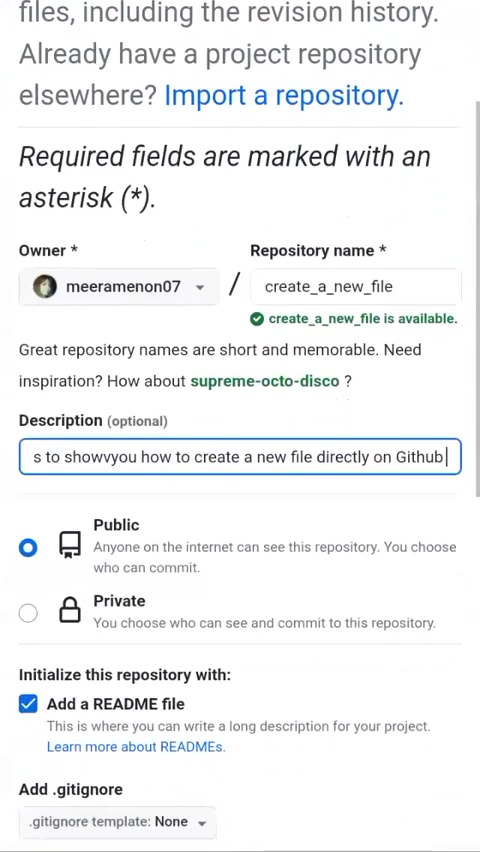 files, including the revision history.
Already have a project repository
elsewhere? Import a repository.
Required fields are marked with an
asterisk (*).
Owner *
Repository name *
meeramenon07
/
create_a_new_file
create_a_new_file is available.
Great repository names are short and memorable. Need
inspiration? How about supreme-octo-disco ?
Description (optional)
s to showvyou how to create a new file directly on Github
Public
Anyone on the internet can see this repository. You choose
who can commit.
Private
You choose who can see and commit to this repository.
Initialize this repository with:
Add a README file
This is where you can write a long description for your project.
Learn more about READMEs.
Add .gitignore
.gitignore template: None